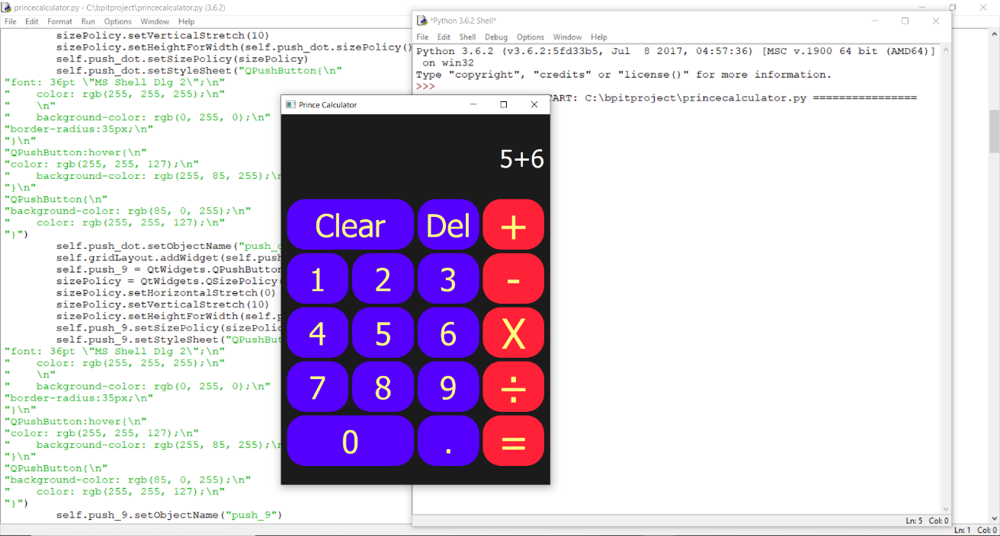 princecalculator.py - C:\bpitproject\princecalculator.py (3.6.2)
File Edit Format Run Options Window Help
        sizePolicy.setVerticalStretch(10)
        sizePolicy.setHeightForWidth(self.push_dot.sizePolicy()
        self.push_dot.setSizePolicy(sizePolicy)
        self.push_dot.setStyleSheet("QPushButton{\n"
"font: 36pt \"MS Shell Dlg 2\";\n"
"    color: rgb(255, 255, 255);\n"
"    \n"
"    background-color: rgb(0, 255, 0);\n"
"border-radius:35px;\n"
"}\n"
"QPushButton:hover{\n"
"color: rgb(255, 255, 127);\n"
"    background-color: rgb(255, 85, 255);\n
"}\n"
"QPushButton{\n"
"background-color: rgb(85, 0, 255);\n"
"    color: rgb(255, 255, 127);\n"
"}")
        self.push_dot.setObjectName("push_d
        self.gridLayout.addWidget(self.push
        self.push_9 = QtWidgets.QPushButton
        sizePolicy = QtWidgets.QSizePolicy(
        sizePolicy.setHorizontalStretch(0)
        sizePolicy.setVerticalStretch(10)
        sizePolicy.setHeightForWidth(self.p
        self.push_9.setSizePolicy(sizePolic
        self.push_9.setStyleSheet("QPushBut
"font: 36pt \"MS Shell Dlg 2\";\n"
"    color: rgb(255, 255, 255);\n"
"    \n"
"    background-color: rgb(0, 255, 0);\n"
"border-radius:35px;\n"
"}\n"
"QPushButton:hover{\n"
"color: rgb(255, 255, 127);\n"
"    background-color: rgb(255, 85, 255);\n
"}\n"
"QPushButton{\n"
"background-color: rgb(85, 0, 255);\n"
"    color: rgb(255, 255, 127);\n"
"}")
        self.push_9.setObjectName("push_9")
Ln: 1 Col: 0
*Python 3.6.2 Shell*
File Edit Shell Debug Options Window Help
Python 3.6.2 (v3.6.2:5fd33b5, Jul  8 2017, 04:57:36) [MSC v.1900 64 bit (AMD64)]
 on win32
Type "copyright", "credits" or "license()" for more information.
>>>
TART: C:\bpitproject\princecalculator.py ================
Ln: 5 Col: 0
Prince Calculator
5+6
Clear Del +
1 2 3 -
4 5 6 X
7 8 9 ÷
0 . =